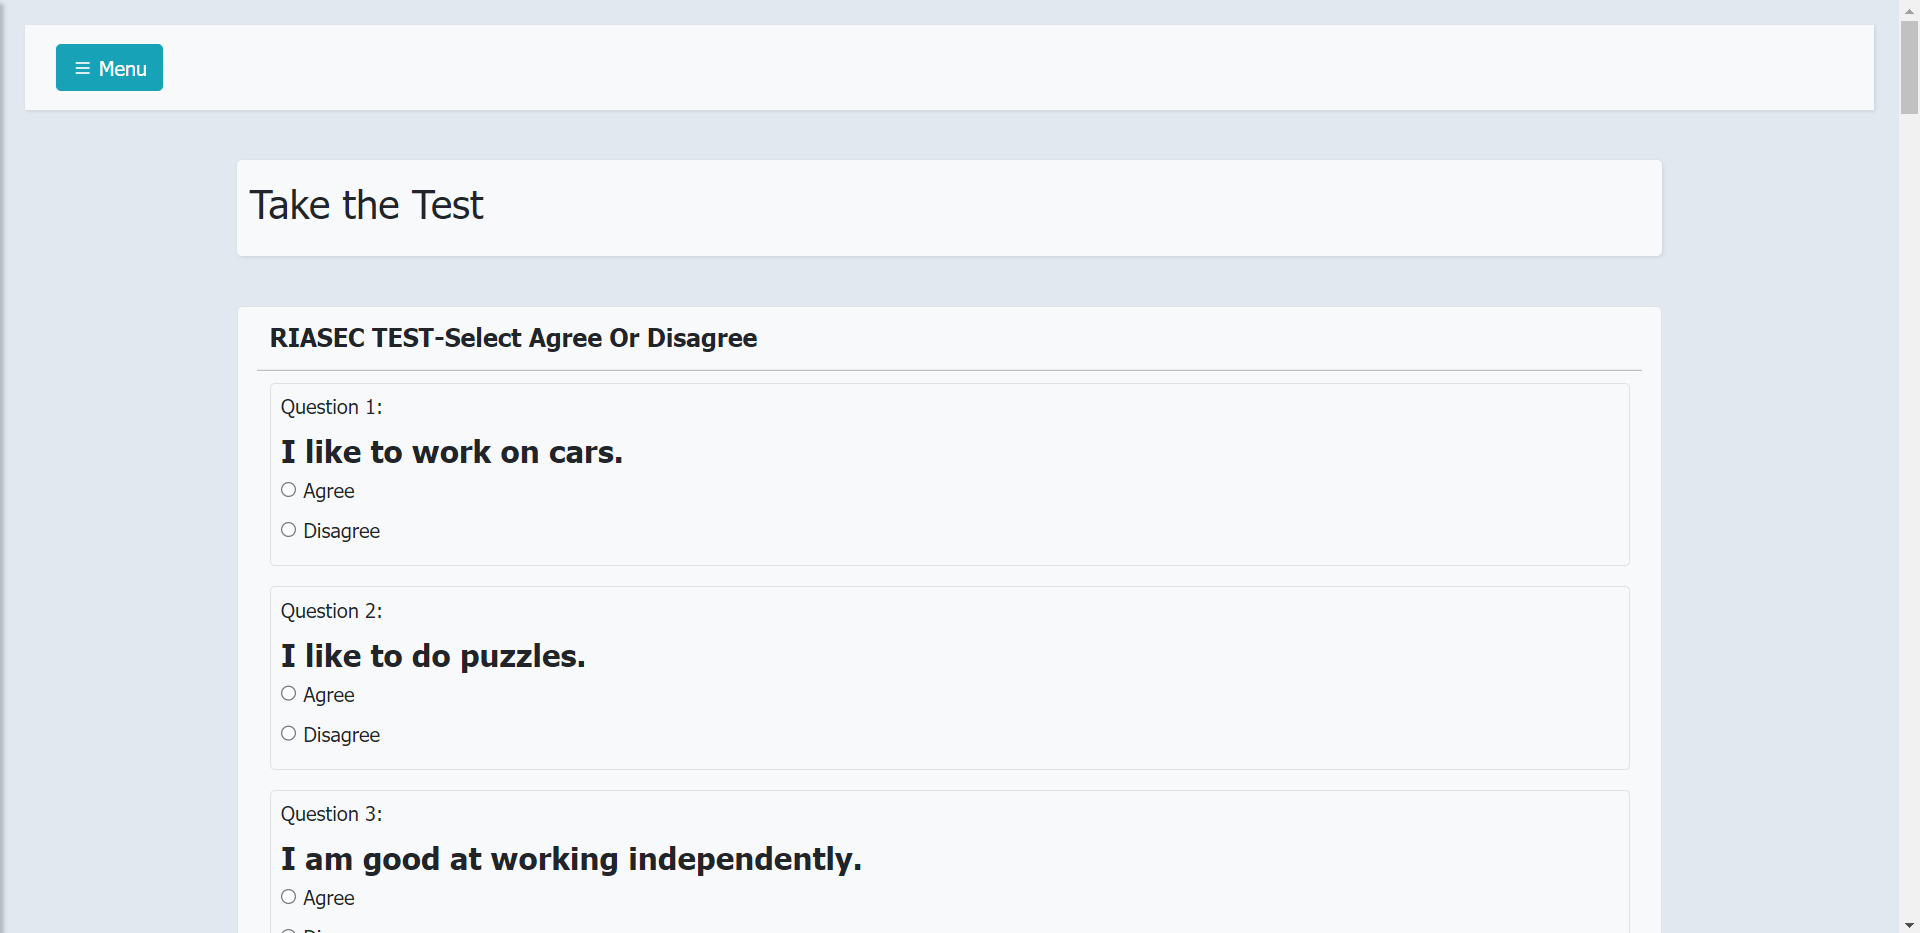 Menu
Take the Test
RIASEC TEST-Select Agree Or Disagree
Question 1:
I like to work on cars.
Agree
Disagree
Question 2:
I like to do puzzles.
Agree
Disagree
Question 3:
I am good at working independently.
Agree